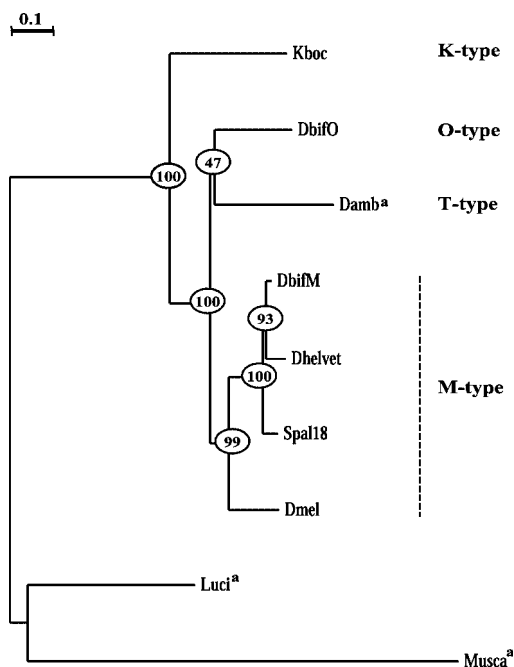 0.1
Kboc K-type
DbifO O-type
100
47
Damb a T-type
DbifM
100
93
Dhelvet
100
M-type
Spal18
99
Dmel
Luci a
Musca a